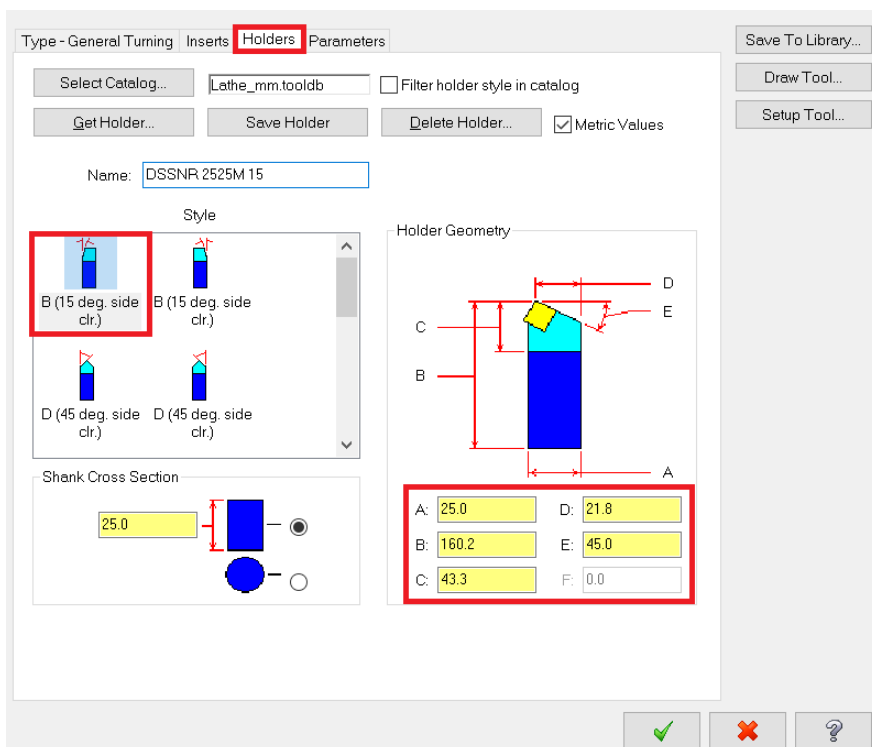 Type - General Turning Inserts Holders Parameters
Save To Library...
Select Catalog... Lathe_mm.tooldb Filter holder style in catalog
Draw Tool...
Get Holder... Save Holder Delete Holder... Metric Values
Setup Tool...
Name: DSSNR 2525M 15
Style
B (15 deg. side clr.)
B (15 deg. side clr.)
D (45 deg. side clr.)
D (45 deg. side clr.)
Holder Geometry
D
E
C
B
A
Shank Cross Section
25.0
A: 25.0 D: 21.8
B: 160.2 E: 45.0
C: 43.3 F: 0.0